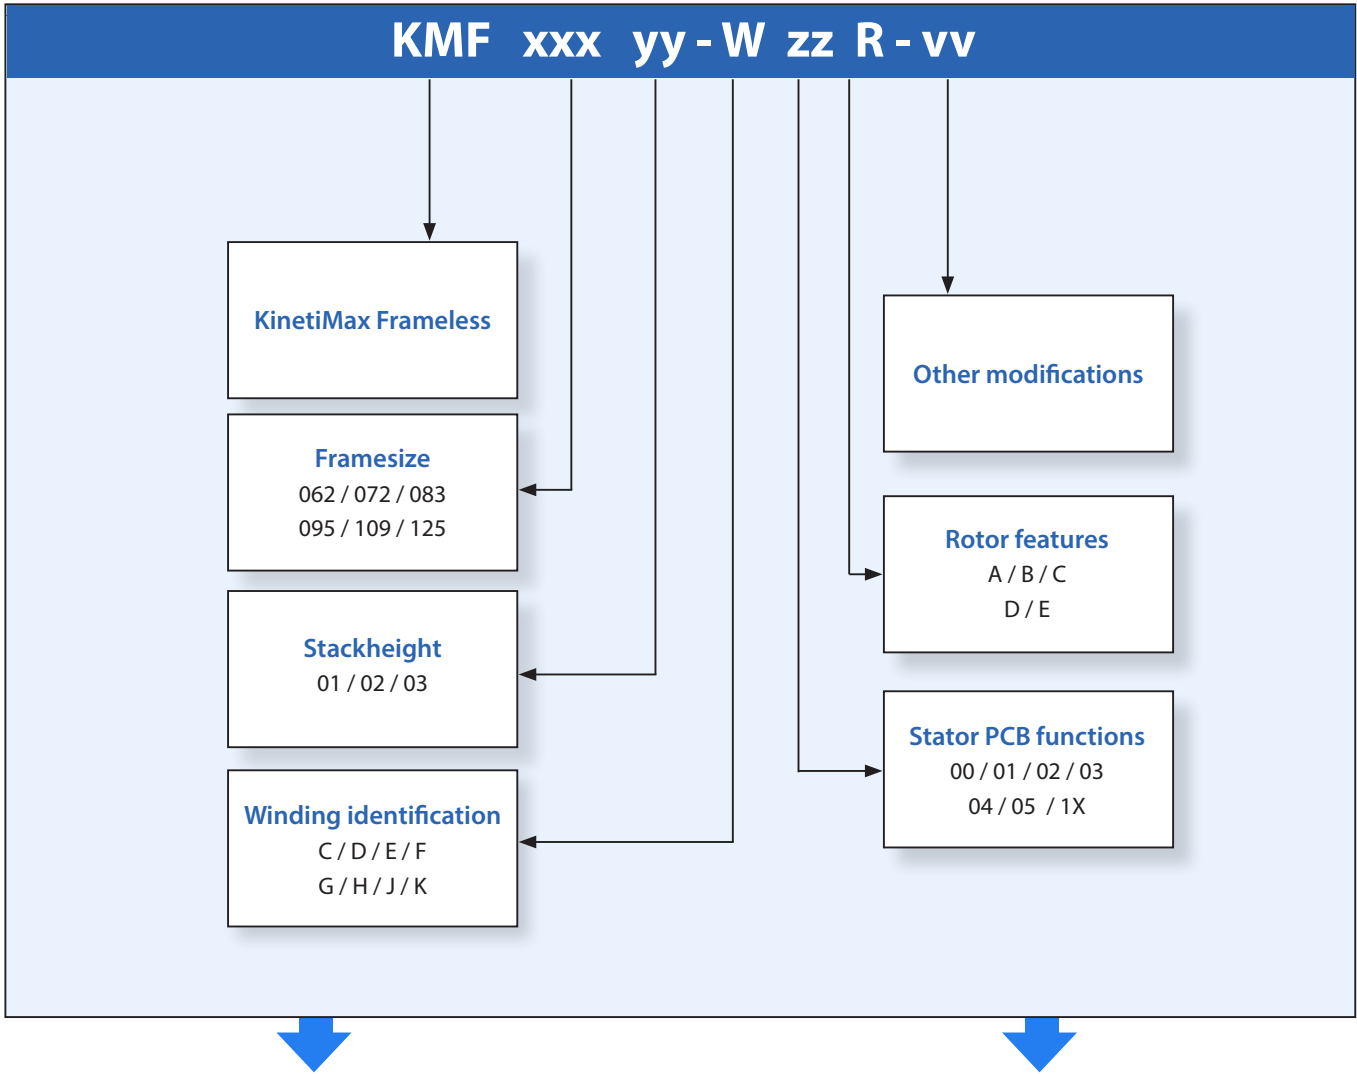 KMF xxx yy - W zz R - vv
KinetiMax Frameless
Framesize
062 / 072 / 083
095 / 109 / 125
Stackheight
01 / 02 / 03
Winding identification
C / D / E / F
G / H / J / K
Other modifications
Rotor features
A / B / C
D / E
Stator PCB functions
00 / 01 / 02 / 03
04 / 05 / 1X